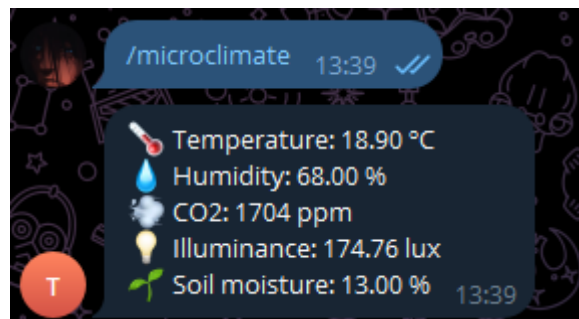 /microclimate 13:39
Temperature: 18.90 °C
Humidity: 68.00 %
CO2: 1704 ppm
Illuminance: 174.76 lux
T
Soil moisture: 13.00 % 13:39